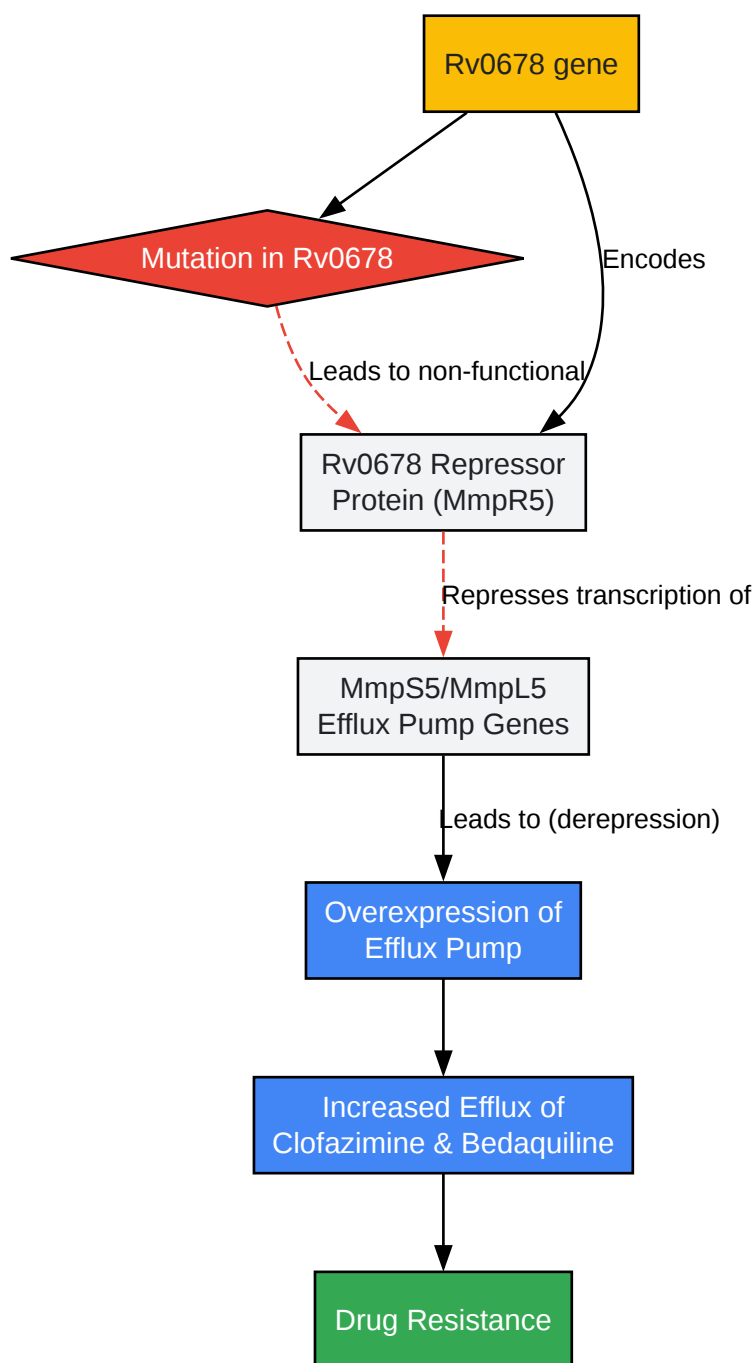 Rv0678 gene
Mutation in Rv0678
Encodes
Leads to non-functional
Rv0678 Repressor
Protein (MmpR5)
Represses transcription of
MmpS5/MmpL5
Efflux Pump Genes
Leads to (derepression)
Overexpression of
Efflux Pump
Increased Efflux of
Clofazimine & Bedaquiline
Drug Resistance